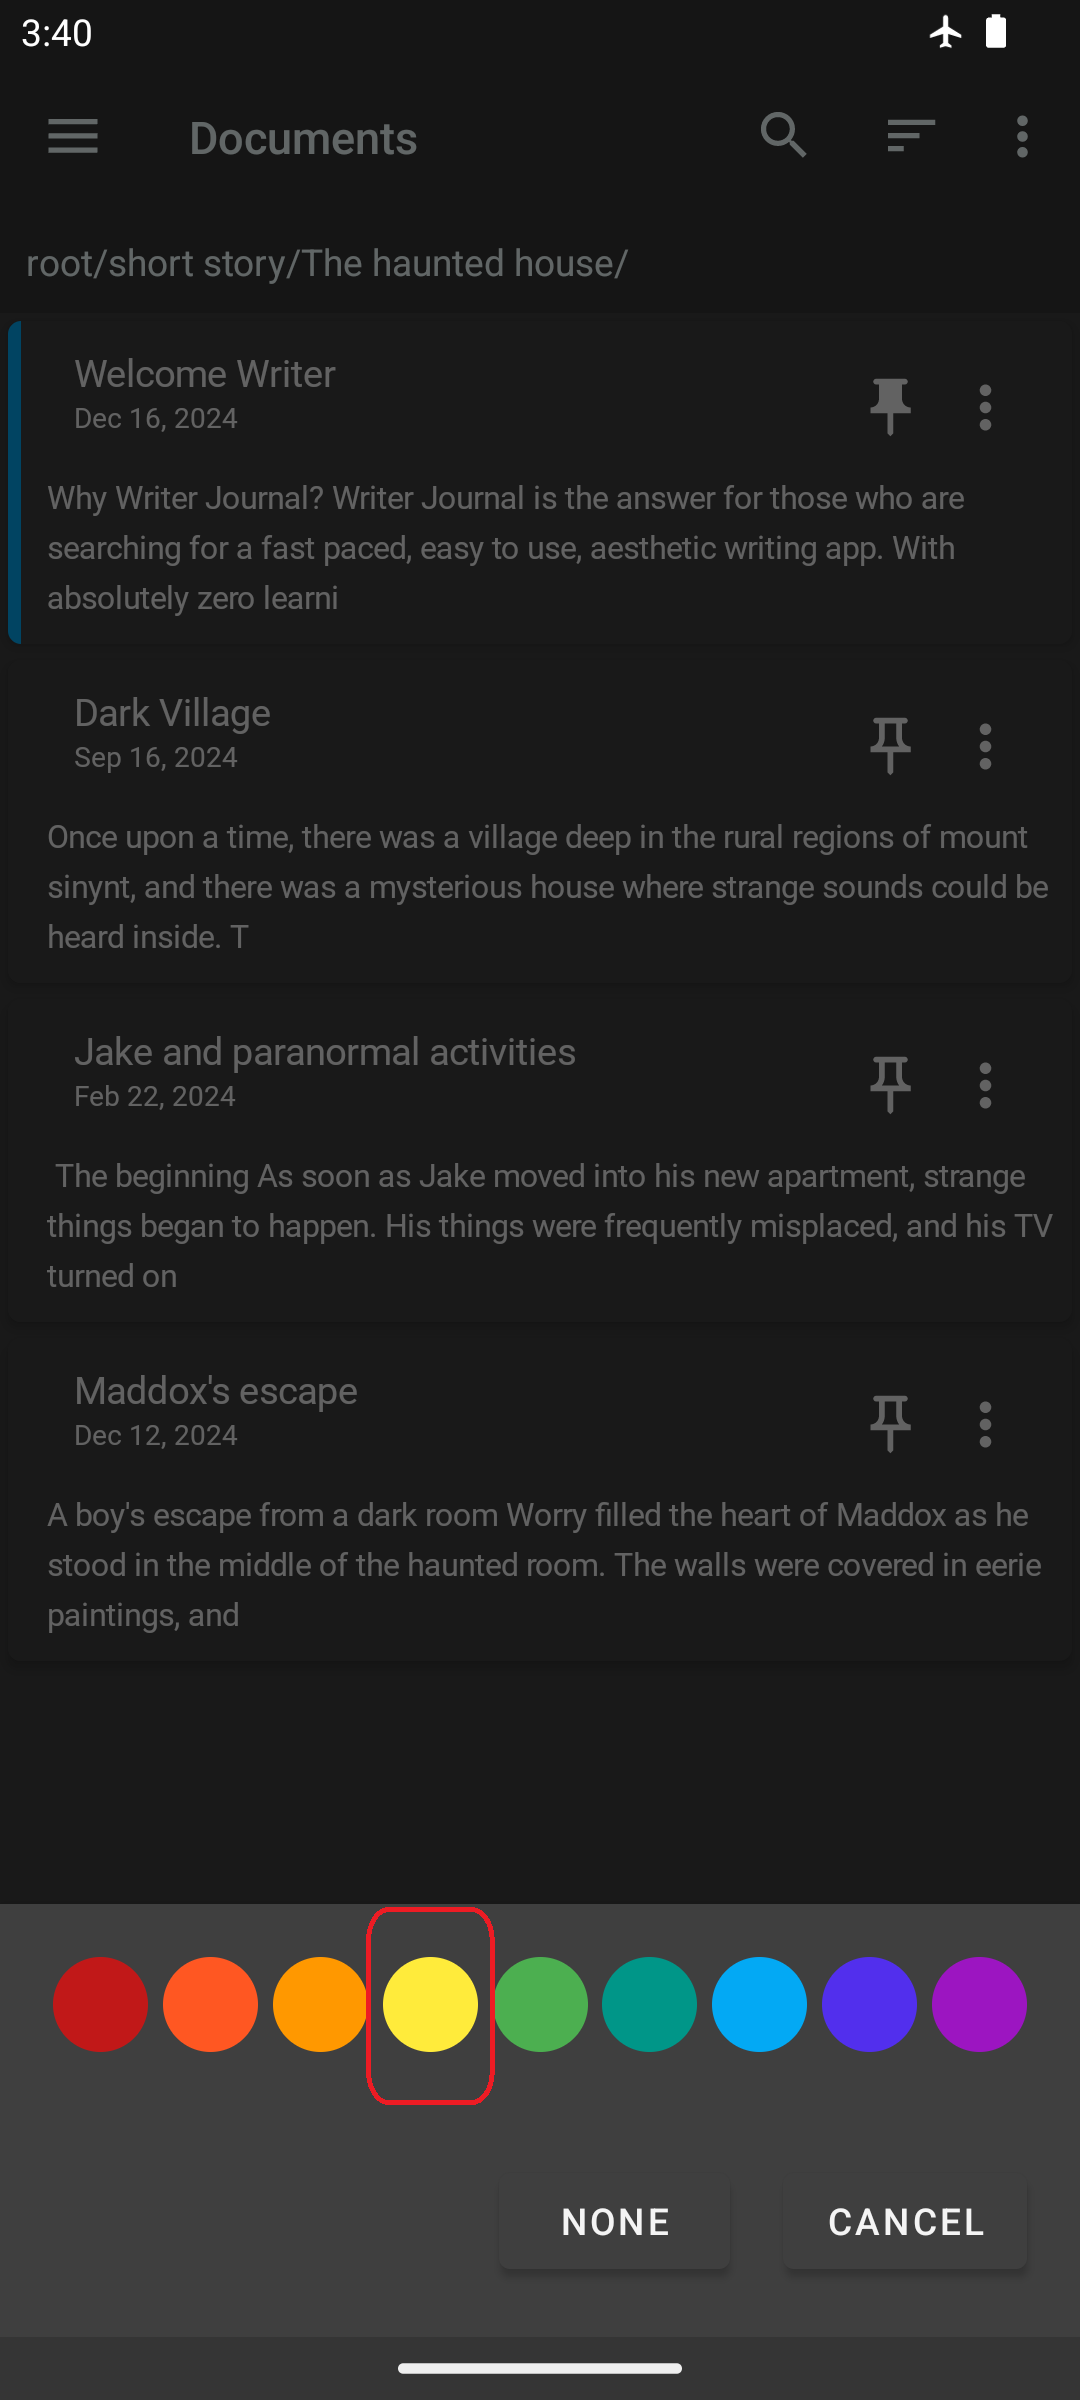 3:40
Documents
root/short story/The haunted house/
Welcome Writer
Dec 16, 2024
Why Writer Journal? Writer Journal is the answer for those who are
searching for a fast paced, easy to use, aesthetic writing app. With
absolutely zero learni
Dark Village
Sep 16, 2024
Once upon a time, there was a village deep in the rural regions of mount
sinynt, and there was a mysterious house where strange sounds could be
heard inside. T
Jake and paranormal activities
Feb 22, 2024
The beginning As soon as Jake moved into his new apartment, strange
things began to happen. His things were frequently misplaced, and his TV
turned on
Maddox's escape
Dec 12, 2024
A boy's escape from a dark room Worry filled the heart of Maddox as he
stood in the middle of the haunted room. The walls were covered in eerie
paintings, and
NONE
CANCEL